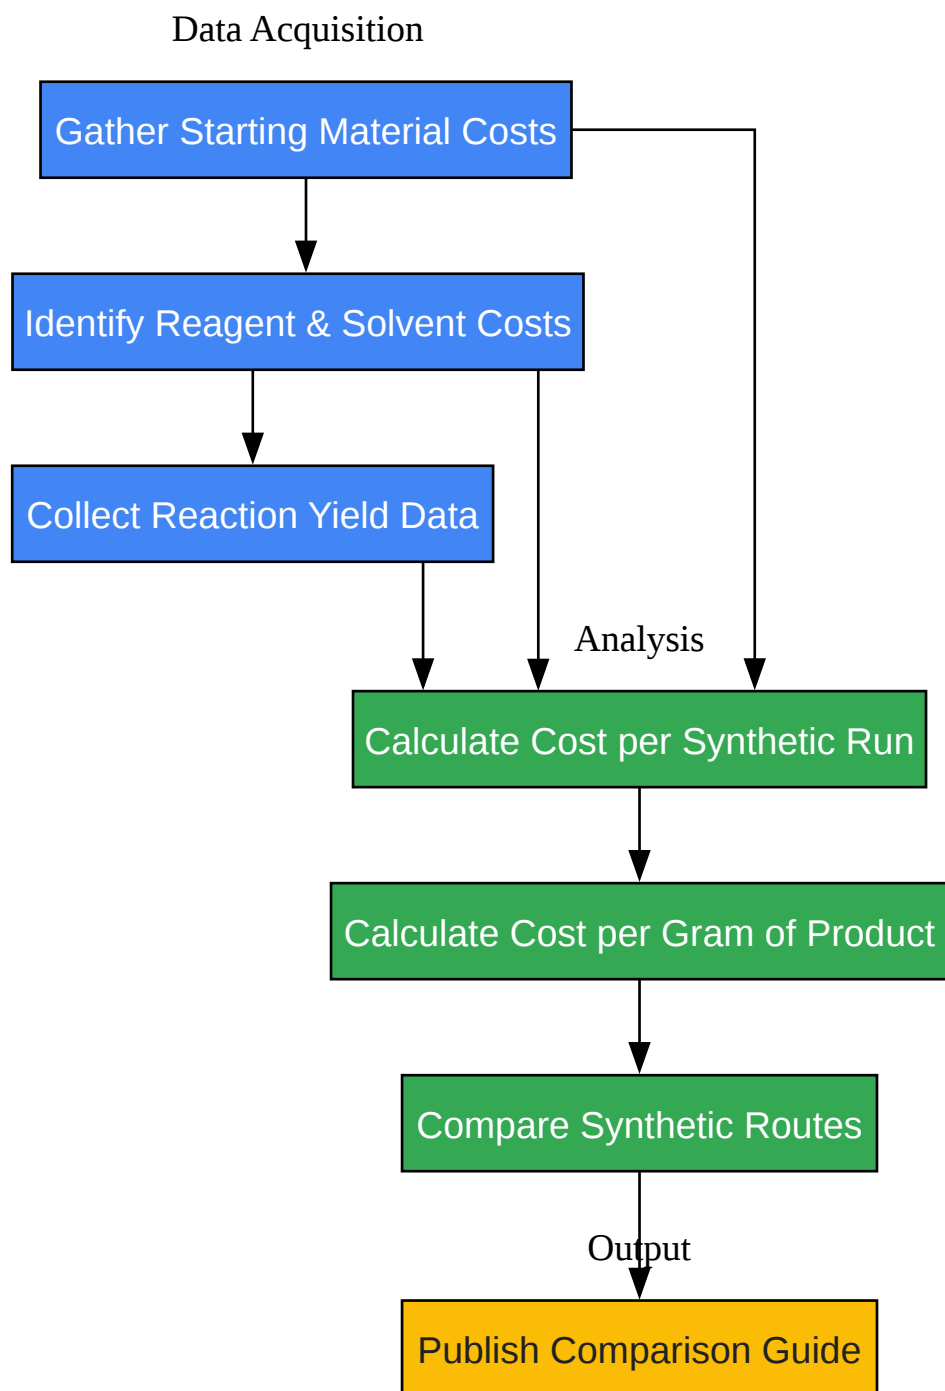 Data Acquisition
Gather Starting Material Costs
Identify Reagent & Solvent Costs
Collect Reaction Yield Data
Analysis
Calculate Cost per Synthetic Run
Calculate Cost per Gram of Product
Compare Synthetic Routes
Output
Publish Comparison Guide